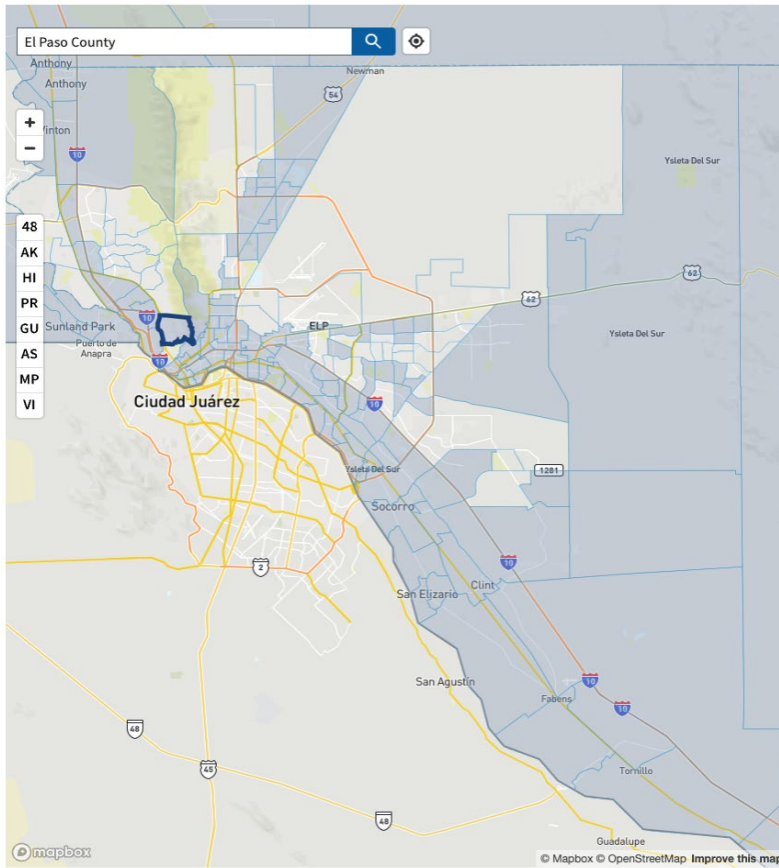 El Paso County
Anthony
Anthony
Newman
54
+
Vinton
−
10
Ysleta Del Sur
48
AK
HI
PR
GU
AS
MP
VI
62
62
10
Sunland Park
ELP
Ysleta Del Sur
Puerto de
Anapra
10
Ciudad Juárez
10
Ysleta Del Sur
1281
Socorro
10
2
Clint
San Elizario
San Agustín
10
Fabens
10
48
45
Tornillo
48
Guadalupe
mapbox
© Mapbox © OpenStreetMap Improve this map